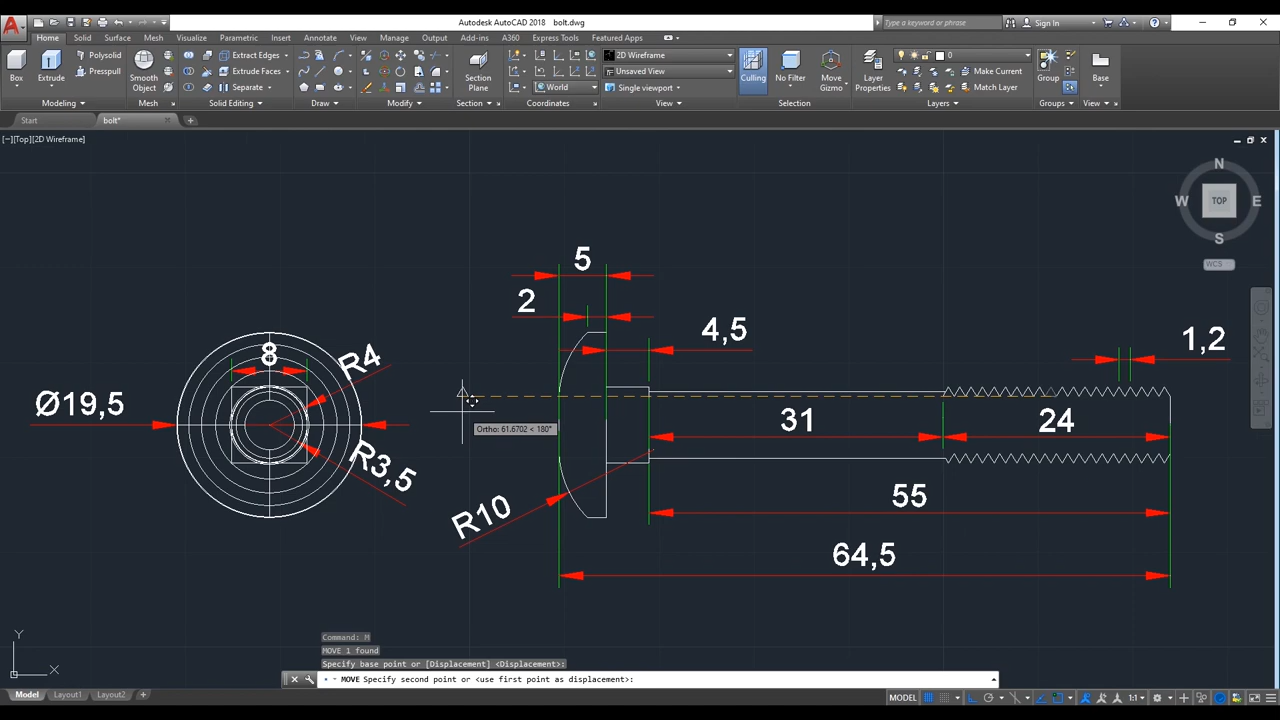 Autodesk AutoCAD 2018 bolt.dwg
Type a keyword or phrase
Sign In
Home Solid Surface Mesh Visualize Parametric Insert Annotate View Manage Output Add-ins A360 Express Tools Featured Apps
Box
Extrude
Polysolid
Presspull
Smooth
Object
Extract Edges
Extrude Faces
Separate
Section
Plane
World
2D Wireframe
Unsaved View
Single viewport
Culling
No Filter
Move
Gizmo
Layer
Properties
0
Make Current
Match Layer
Group
Base
Modeling
Mesh
Solid Editing
Draw
Modify
Section
Coordinates
View
Selection
Layers
Groups
View
Start
bolt*
[−][Top][2D Wireframe]
N
W
TOP
E
S
WCS
5
2
4,5
1,2
8
R4
Ø19,5
31
24
R3,5
R10
55
64,5
Ortho: 61.6702 < 180°
Y
X
Command: M
MOVE 1 found
Specify base point or [Displacement] <Displacement>:
MOVE Specify second point or <use first point as displacement>:
Model
Layout1
Layout2
MODEL
1:1